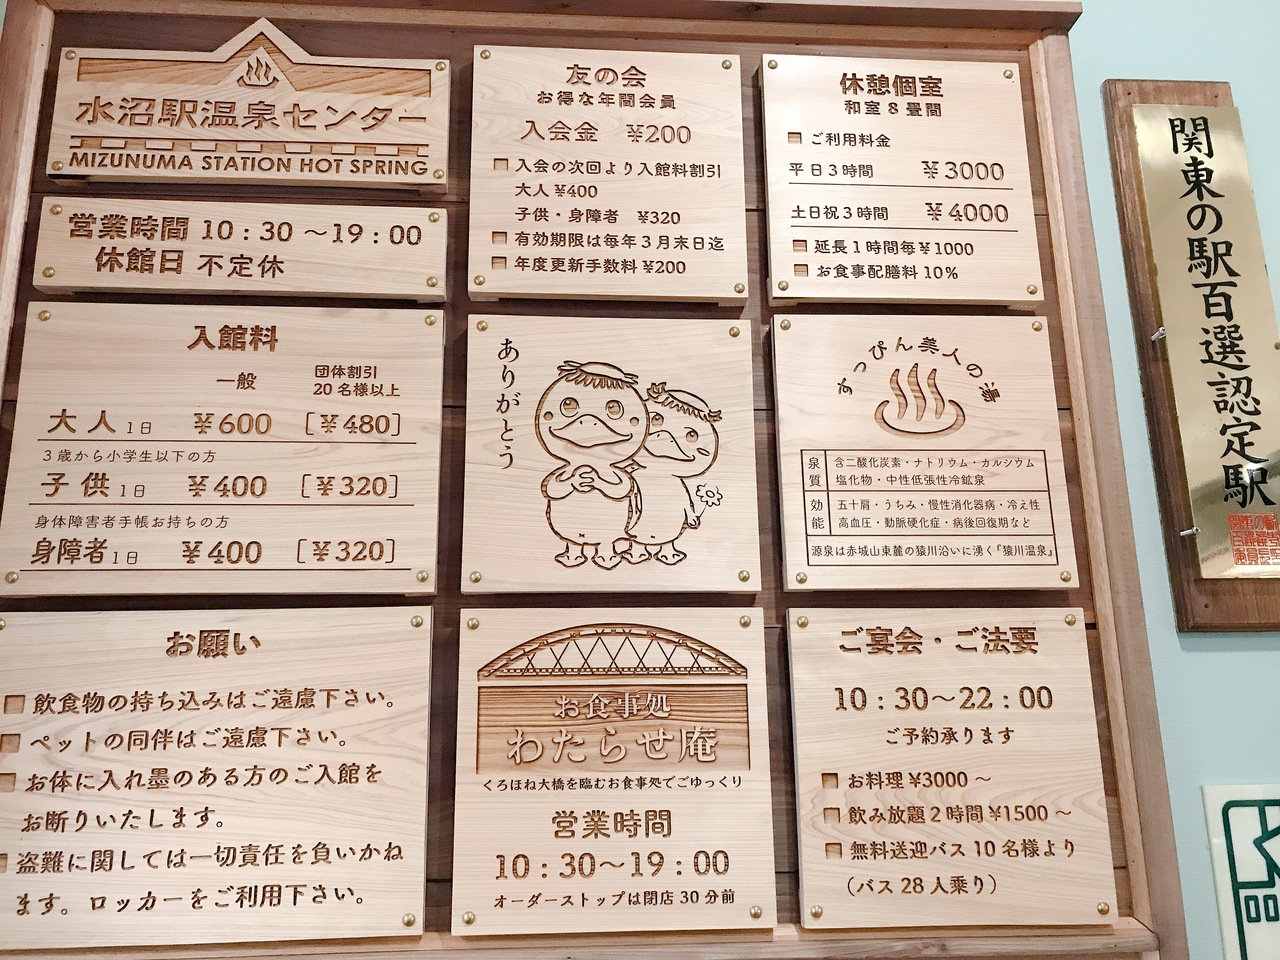 水沼駅温泉センター
MIZUNUMA STATION HOT SPRING
営業時間 10：30 ～19：00
休館日 不定休
入館料
一般 団体割引
20名様以上
大人1日 ¥600 [¥480]
3歳から小学生以下の方
子供1日 ¥400 [¥320]
身体障害者手帳お持ちの方
身障者1日 ¥400 [¥320]
お願い
飲食物の持ち込みはご遠慮下さい。
ペットの同伴はご遠慮下さい。
お体に入れ墨のある方のご入館を
お断りいたします。
盗難に関しては一切責任を負いかね
ます。ロッカーをご利用下さい。
友の会
お得な年間会員
入会金 ¥200
入会の次回より入館料割引
大人 ¥400
子供・身障者 ¥320
有効期限は毎年3月末日迄
年度更新手数料 ¥200
ありがとう
お食事処
わたらせ庵
くろほね大橋を臨むお食事処でごゆっくり
営業時間
10：30～19：00
オーダーストップは閉店30分前
休憩個室
和室8畳間
ご利用料金
平日3時間 ¥3000
土日祝3時間 ¥4000
延長1時間毎¥1000
お食事配膳料10%
すっぴん美人の湯
泉質 含二酸化炭素・ナトリウム・カルシウム
塩化物・中性低張性冷鉱泉
効能 五十肩・うちみ・慢性消化器病・冷え性
高血圧・動脈硬化症・病後回復期など
源泉は赤城山東麓の猿川沿いに湧く『猿川温泉』
ご宴会・ご法要
10：30～22：00
ご予約承ります
お料理¥3000～
飲み放題2時間¥1500～
無料送迎バス10名様より
（バス28人乗り）
関東の駅百選認定駅